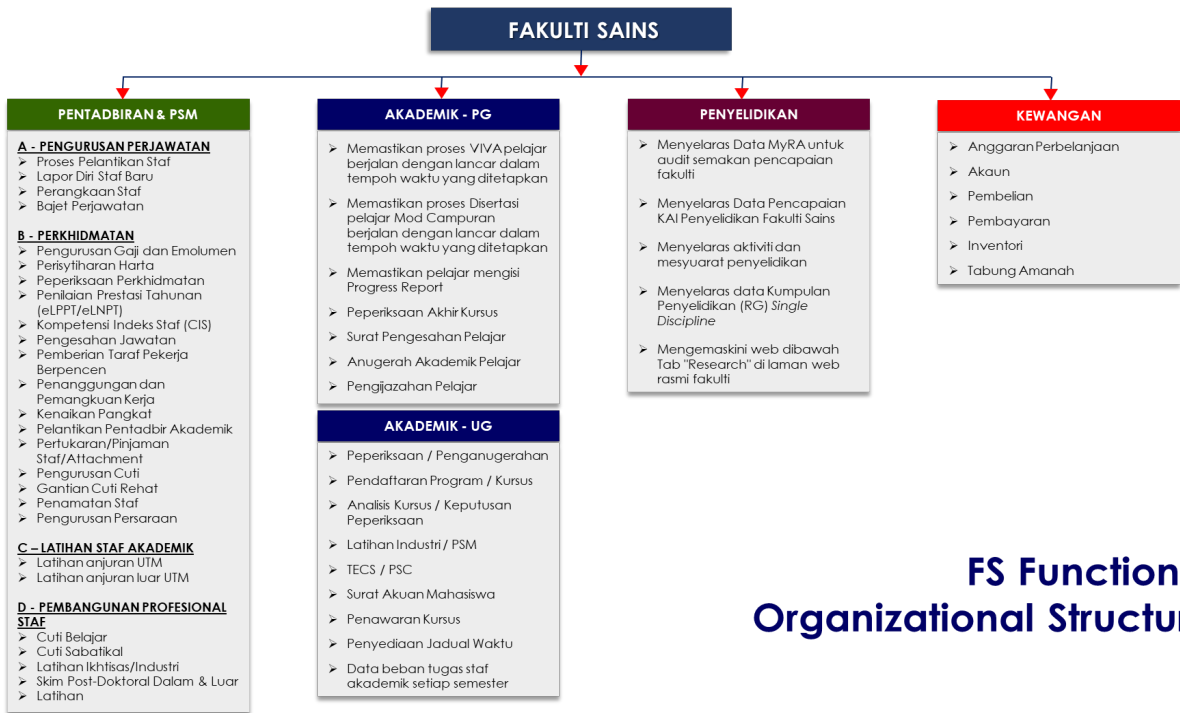 FAKULTI SAINS
PENTADBIRAN & PSM
A - PENGURUSAN PERJAWATAN
Proses Pelantikan Staf
Lapor Diri Staf Baru
Perangkaan Staf
Bajet Perjawatan
B - PERKHIDMATAN
Pengurusan Gaji dan Emolumen
Perisytiharan Harta
Peperiksaan Perkhidmatan
Penilaian Prestasi Tahunan
(eLPPT/eLNPT)
Kompetensi Indeks Staf (CIS)
Pengesahan Jawatan
Pemberian Taraf Pekerja
Berpencen
Penanggungan dan
Pemangkuan Kerja
Kenaikan Pangkat
Pelantikan Pentadbir Akademik
Pertukaran/Pinjaman
Staf/Attachment
Pengurusan Cuti
Gantian Cuti Rehat
Penamatan Staf
Pengurusan Persaraan
C – LATIHAN STAF AKADEMIK
Latihan anjuran UTM
Latihan anjuran luar UTM
D - PEMBANGUNAN PROFESIONAL
STAF
Cuti Belajar
Cuti Sabatikal
Latihan Ikhtisas/Industri
Skim Post-Doktoral Dalam & Luar
Latihan
AKADEMIK - PG
Memastikan proses VIVA pelajar
berjalan dengan lancar dalam
tempoh waktu yang ditetapkan
Memastikan proses Disertasi
pelajar Mod Campuran
berjalan dengan lancar dalam
tempoh waktu yang ditetapkan
Memastikan pelajar mengisi
Progress Report
Peperiksaan Akhir Kursus
Surat Pengesahan Pelajar
Anugerah Akademik Pelajar
Pengijazahan Pelajar
AKADEMIK - UG
Peperiksaan / Penganugerahan
Pendaftaran Program / Kursus
Analisis Kursus / Keputusan
Peperiksaan
Latihan Industri / PSM
TECS / PSC
Surat Akuan Mahasiswa
Penawaran Kursus
Penyediaan Jadual Waktu
Data beban tugas staf
akademik setiap semester
PENYELIDIKAN
Menyelaras Data MyRA untuk
audit semakan pencapaian
fakulti
Menyelaras Data Pencapaian
KAI Penyelidikan Fakulti Sains
Menyelaras aktiviti dan
mesyuarat penyelidikan
Menyelaras data Kumpulan
Penyelidikan (RG) Single
Discipline
Mengemaskini web dibawah
Tab "Research" di laman web
rasmi fakulti
KEWANGAN
Anggaran Perbelanjaan
Akaun
Pembelian
Pembayaran
Inventori
Tabung Amanah
FS Function
Organizational Structur